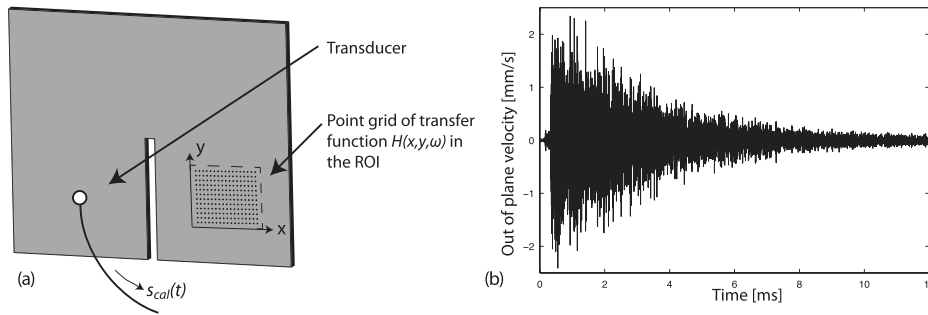 Transducer
Point grid of transfer
function H(x,y,ω) in
the ROI
y
x
s_cal(t)
(a)
Out of plane velocity [mm/s]
2
1
0
-1
-2
0
2
4
6
8
10
12
Time [ms]
(b)